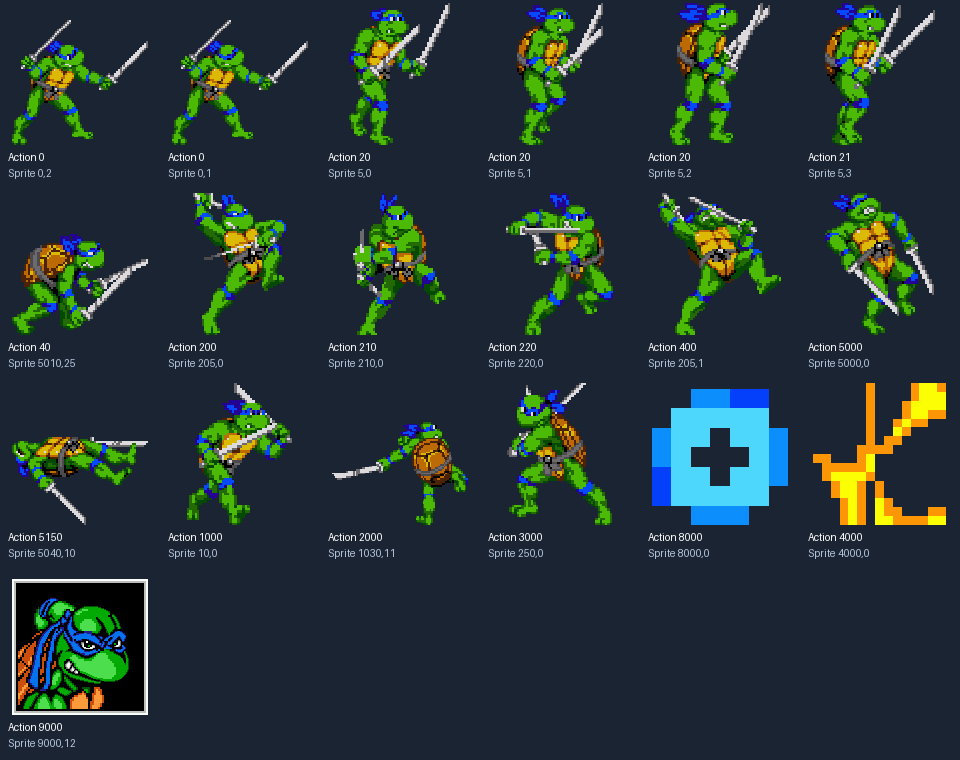 Action 0
Sprite 0,2
Action 0
Sprite 0,1
Action 20
Sprite 5,0
Action 20
Sprite 5,1
Action 20
Sprite 5,2
Action 21
Sprite 5,3
Action 40
Sprite 5010,25
Action 200
Sprite 205,0
Action 210
Sprite 210,0
Action 220
Sprite 220,0
Action 400
Sprite 205,1
Action 5000
Sprite 5000,0
Action 5150
Sprite 5040,10
Action 1000
Sprite 10,0
Action 2000
Sprite 1030,11
Action 3000
Sprite 250,0
Action 8000
Sprite 8000,0
Action 4000
Sprite 4000,0
Action 9000
Sprite 9000,12